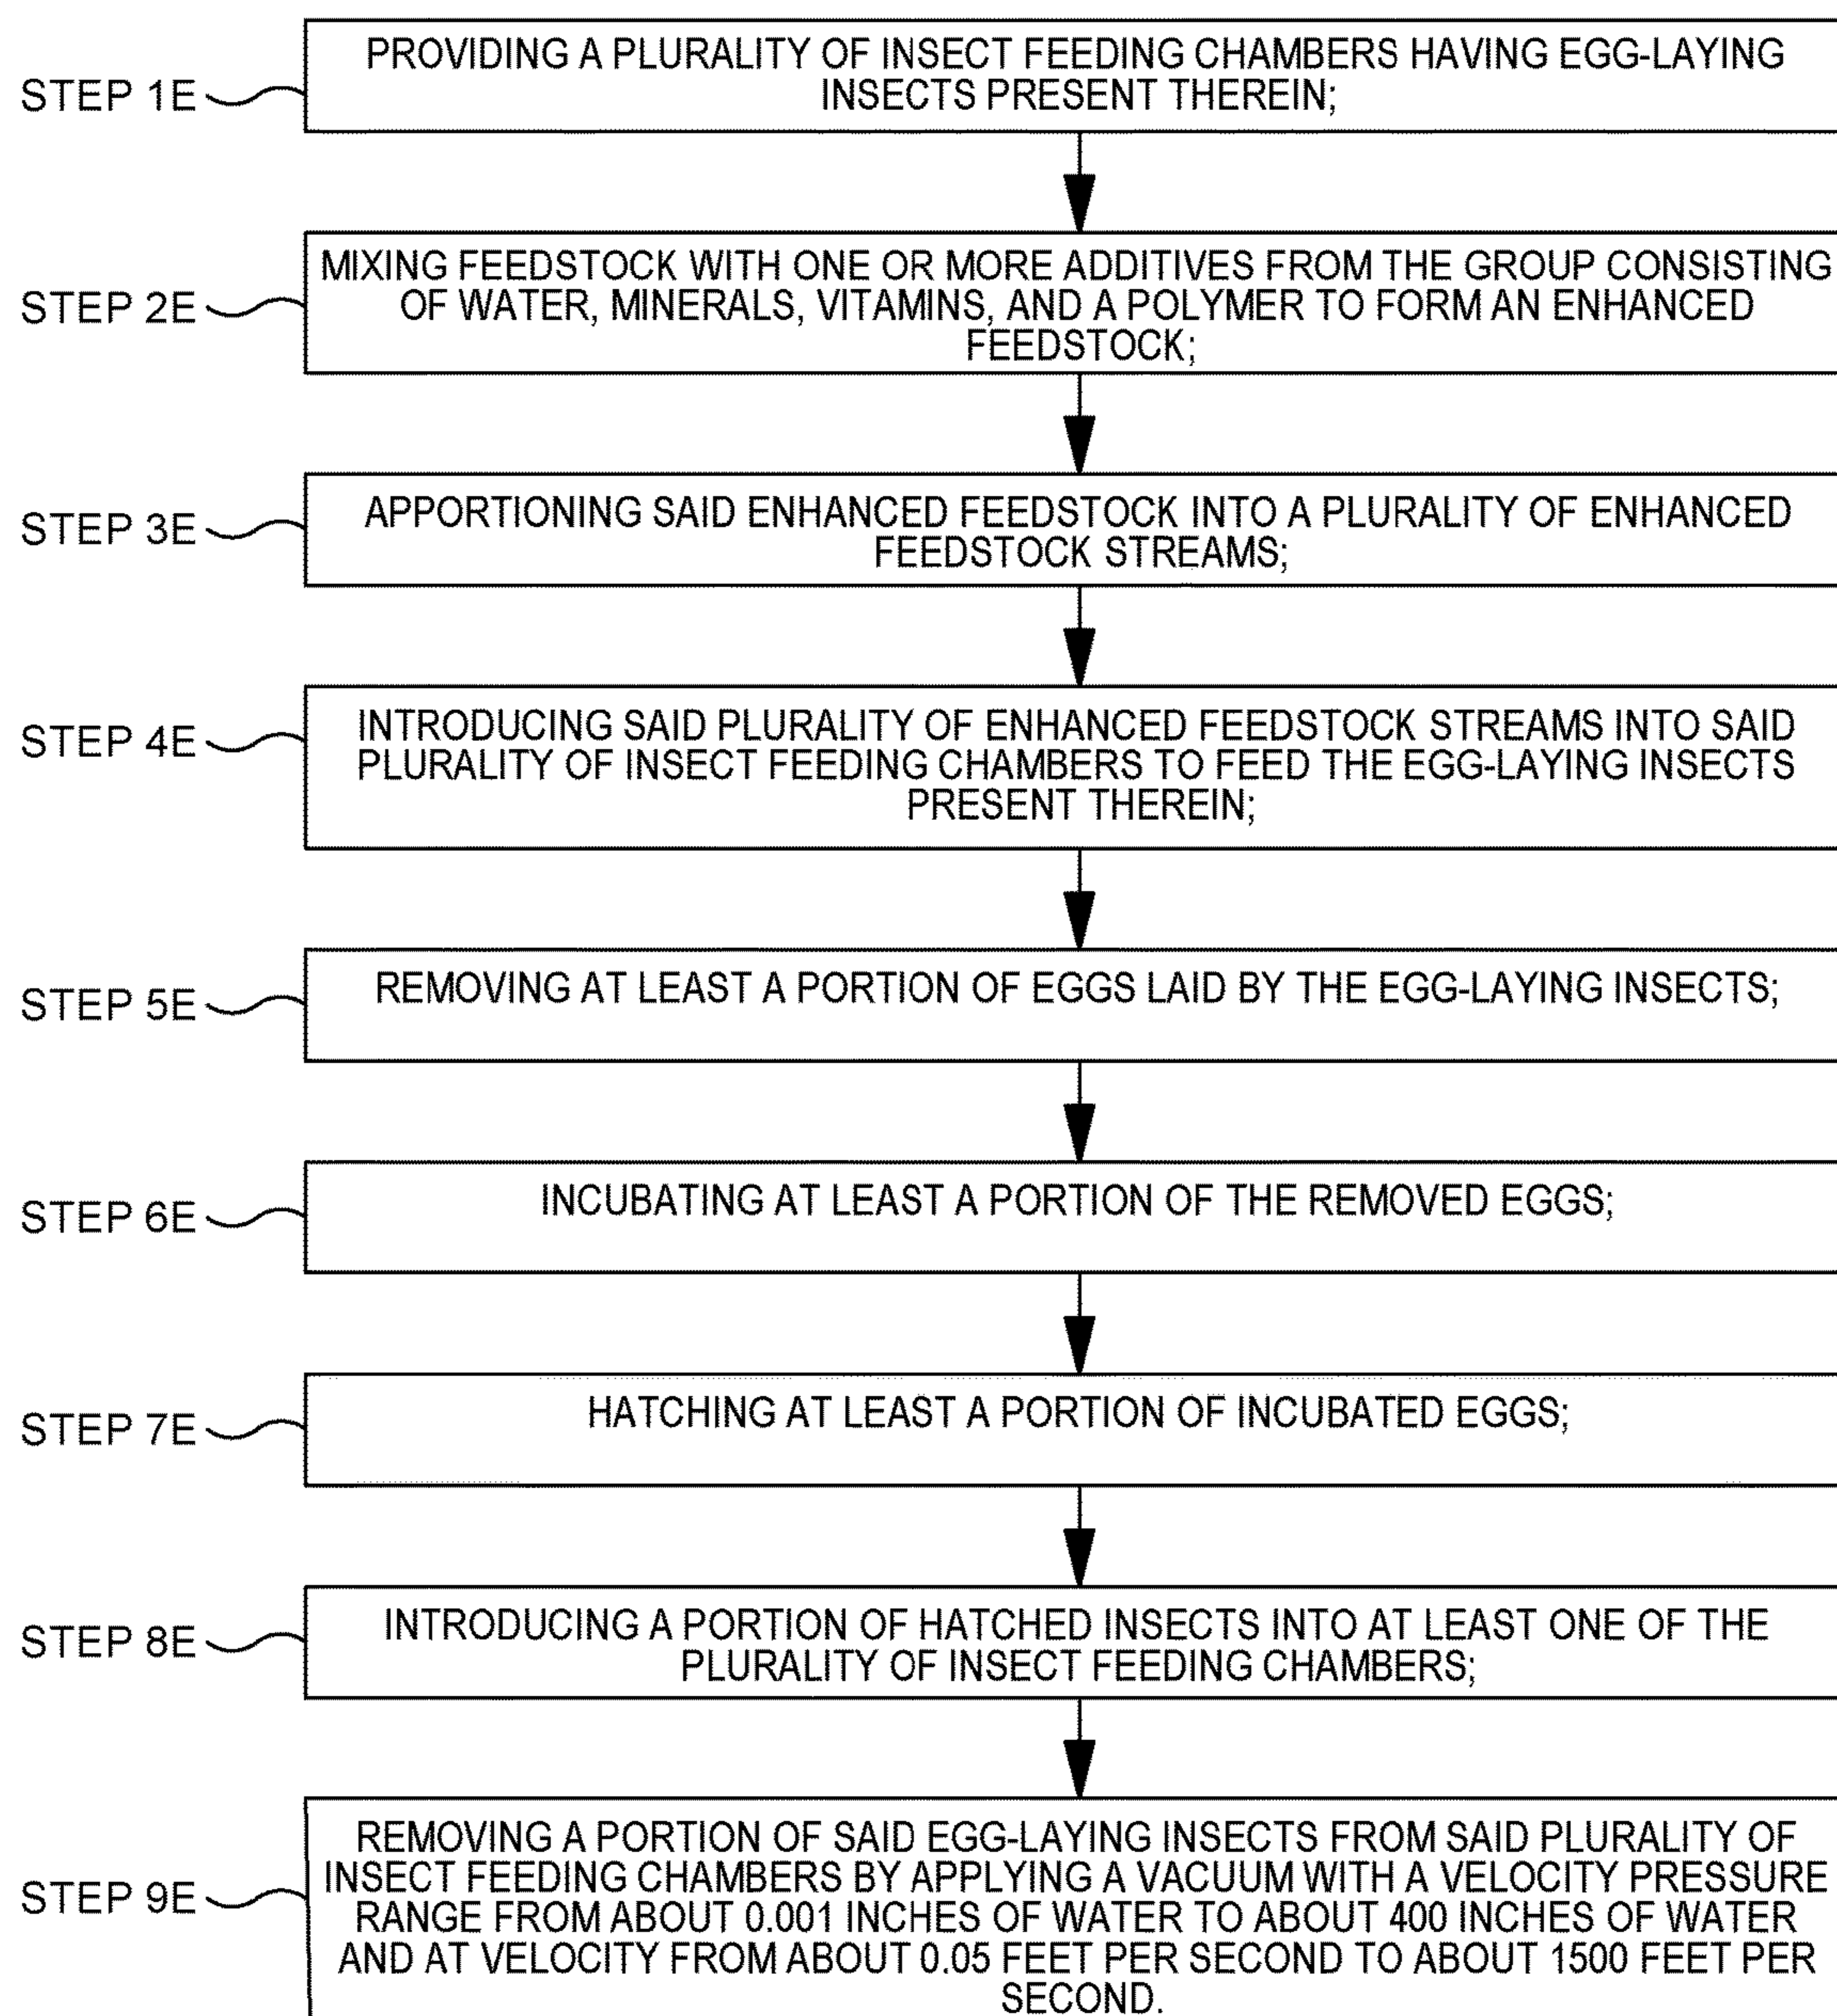 STEP 1E
PROVIDING A PLURALITY OF INSECT FEEDING CHAMBERS HAVING EGG-LAYING
INSECTS PRESENT THEREIN;
STEP 2E
MIXING FEEDSTOCK WITH ONE OR MORE ADDITIVES FROM THE GROUP CONSISTING
OF WATER, MINERALS, VITAMINS, AND A POLYMER TO FORM AN ENHANCED
FEEDSTOCK;
STEP 3E
APPORTIONING SAID ENHANCED FEEDSTOCK INTO A PLURALITY OF ENHANCED
FEEDSTOCK STREAMS;
STEP 4E
INTRODUCING SAID PLURALITY OF ENHANCED FEEDSTOCK STREAMS INTO SAID
PLURALITY OF INSECT FEEDING CHAMBERS TO FEED THE EGG-LAYING INSECTS
PRESENT THEREIN;
STEP 5E
REMOVING AT LEAST A PORTION OF EGGS LAID BY THE EGG-LAYING INSECTS;
STEP 6E
INCUBATING AT LEAST A PORTION OF THE REMOVED EGGS;
STEP 7E
HATCHING AT LEAST A PORTION OF INCUBATED EGGS;
STEP 8E
INTRODUCING A PORTION OF HATCHED INSECTS INTO AT LEAST ONE OF THE
PLURALITY OF INSECT FEEDING CHAMBERS;
STEP 9E
REMOVING A PORTION OF SAID EGG-LAYING INSECTS FROM SAID PLURALITY OF
INSECT FEEDING CHAMBERS BY APPLYING A VACUUM WITH A VELOCITY PRESSURE
RANGE FROM ABOUT 0.001 INCHES OF WATER TO ABOUT 400 INCHES OF WATER
AND AT VELOCITY FROM ABOUT 0.05 FEET PER SECOND TO ABOUT 1500 FEET PER
SECOND.